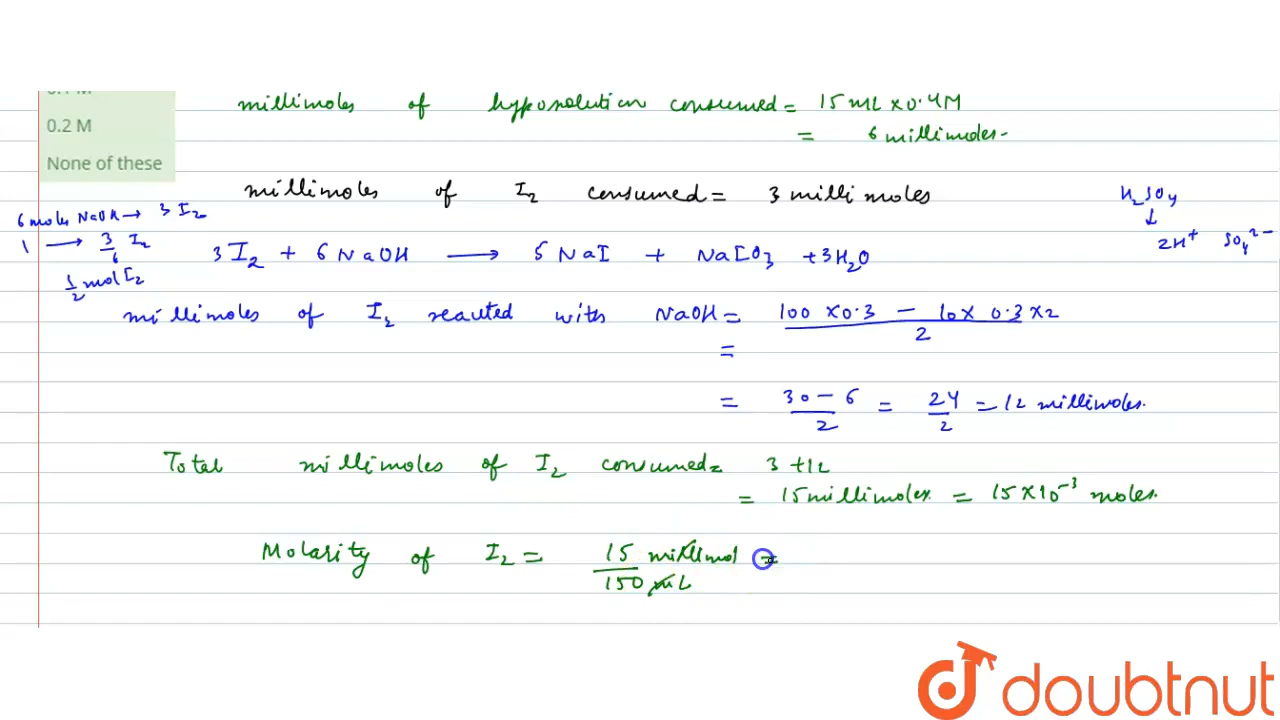 millimoles of hyposolution consumed = 15 mL x 0.4M
= 6 millimoles.
0.2 M
None of these
millimoles of I2 consumed = 3 milli moles
H2SO4
↓
2H+ SO4 2-
6 moles NaOH → 3 I2
1 → 3/6 I2
1/2 mol I2
3I2 + 6 NaOH → 5 NaI + NaIO3 + 3H2O
millimoles of I2 reacted with NaOH = 100 x 0.3 - 10 x 0.3 x 2 / 2
=
= 30 - 6 / 2 = 24 / 2 = 12 millimoles.
Total millimoles of I2 consumed = 3 + 12
= 15 millimoles. = 15 x 10^-3 moles.
Molarity of I2 = 15 millimol / 150 mL =
doubtnut